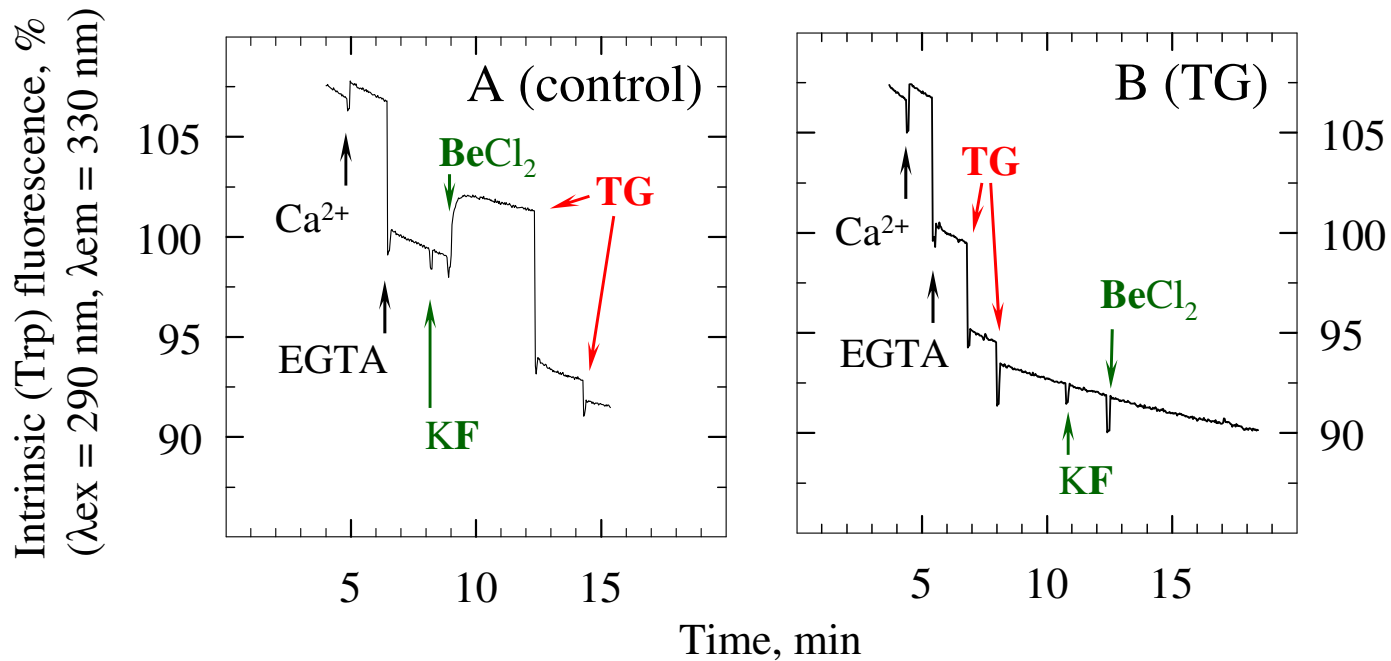 Intrinsic (Trp) fluorescence, %
(λex = 290 nm, λem = 330 nm)
A (control)
105
100
95
90
BeCl₂
TG
Ca²⁺
EGTA
KF
5
10
15
B (TG)
105
100
95
90
TG
Ca²⁺
BeCl₂
EGTA
KF
5
10
15
Time, min